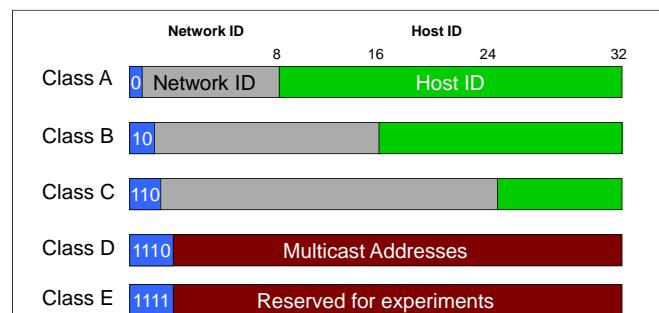 Network ID Host ID
8 16 24 32
Class A 0 Network ID Host ID
Class B 10
Class C 110
Class D 1110 Multicast Addresses
Class E 1111 Reserved for experiments